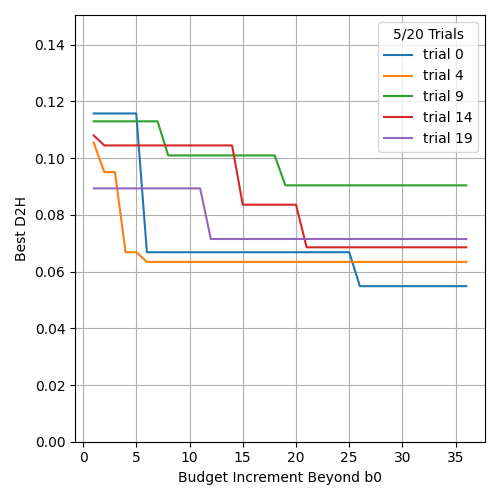 5/20 Trials
trial 0
trial 4
trial 9
trial 14
trial 19
Best D2H
0.14
0.12
0.10
0.08
0.06
0.04
0.02
0.00
0 5 10 15 20 25 30 35
Budget Increment Beyond b0